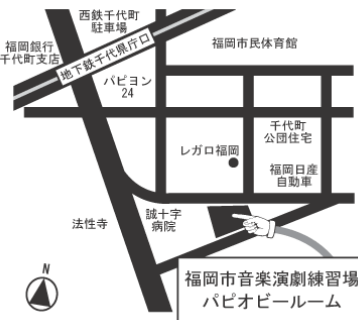 西鉄千代町
駐車場
福岡銀行
千代町支店
地下鉄千代県庁口
福岡市民体育館
パピヨン
24
千代町
公団住宅
レガロ福岡
福岡日産
自動車
誠十字
病院
法性寺
N
福岡市音楽演劇練習場
パピオビールーム